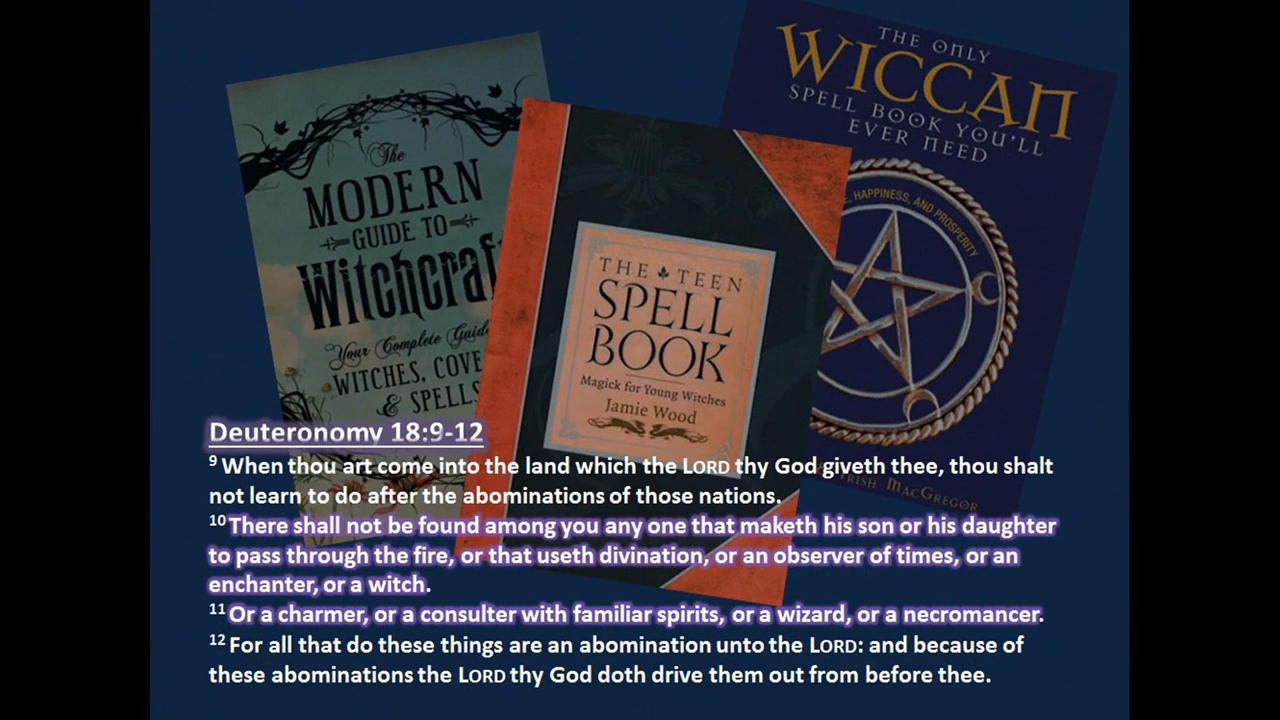 The
MODERN
GUIDE TO
Your Complete
WITCHES,
& SPELLS
THE TEEN
SPELL
BOOK
Magick for Young Witches
Jamie Wood
THE ONLY
WICCAN
SPELL BOOK YOU'LL
EVER NEED
HAPPINESS, AND PROSPERITY
TRISH MACGREGOR
Deuteronomy 18:9-12
9 When thou art come into the land which the LORD thy God giveth thee, thou shalt
not learn to do after the abominations of those nations.
10 There shall not be found among you any one that maketh his son or his daughter
to pass through the fire, or that useth divination, or an observer of times, or an
enchanter, or a witch.
11 Or a charmer, or a consulter with familiar spirits, or a wizard, or a necromancer.
12 For all that do these things are an abomination unto the LORD: and because of
these abominations the LORD thy God doth drive them out from before thee.